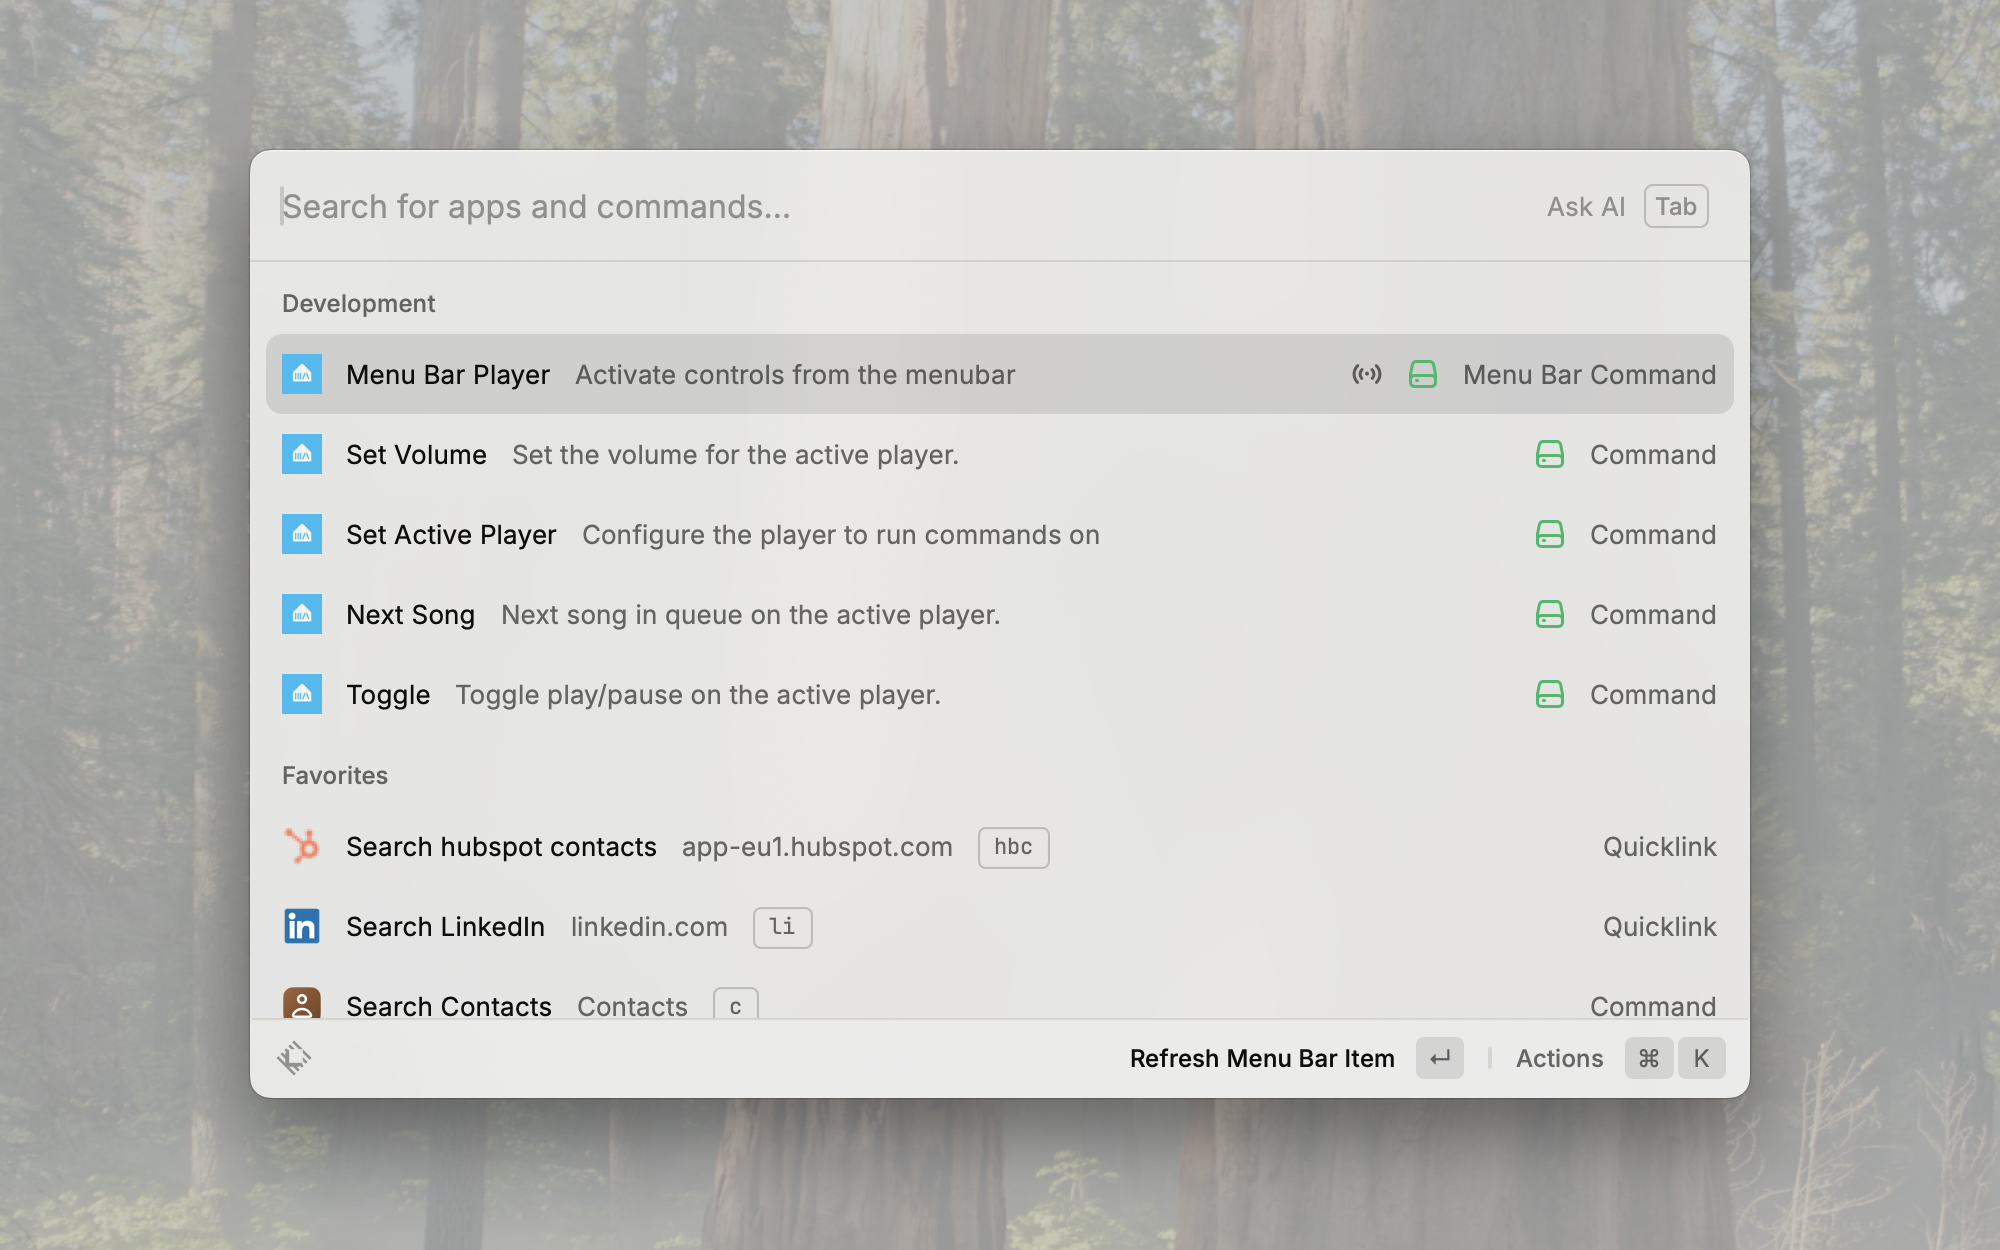 Search for apps and commands...
Ask AI Tab
Development
Menu Bar Player Activate controls from the menubar Menu Bar Command
Set Volume Set the volume for the active player. Command
Set Active Player Configure the player to run commands on Command
Next Song Next song in queue on the active player. Command
Toggle Toggle play/pause on the active player. Command
Favorites
Search hubspot contacts app-eu1.hubspot.com hbc Quicklink
in Search LinkedIn linkedin.com li Quicklink
Search Contacts Contacts c Command
Refresh Menu Bar Item ↵ Actions ⌘ K